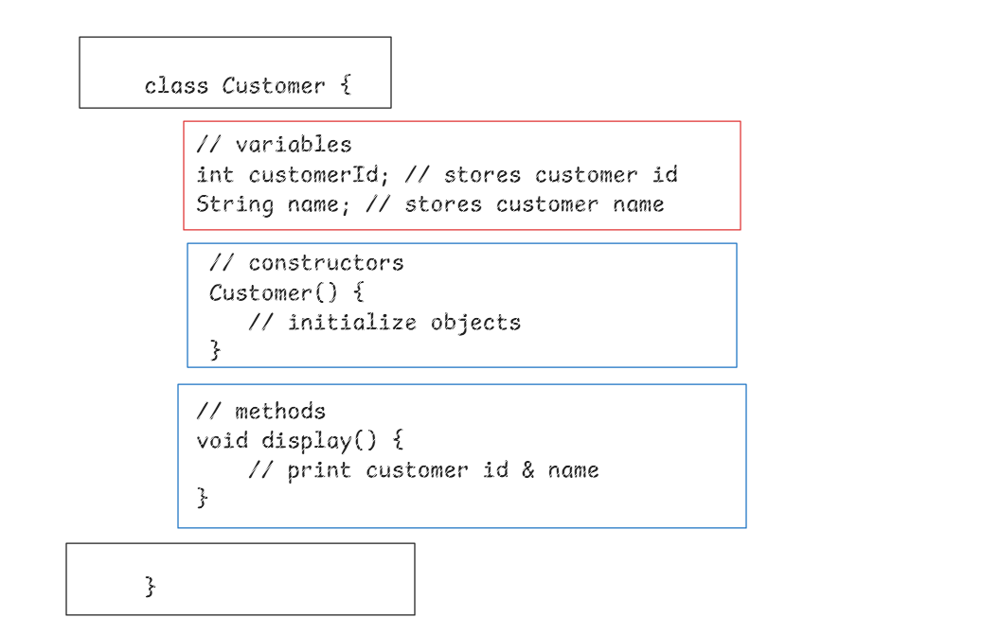 class Customer {
// variables
int customerId; // stores customer id
String name; // stores customer name
// constructors
Customer() {
// initialize objects
}
// methods
void display() {
// print customer id & name
}
}